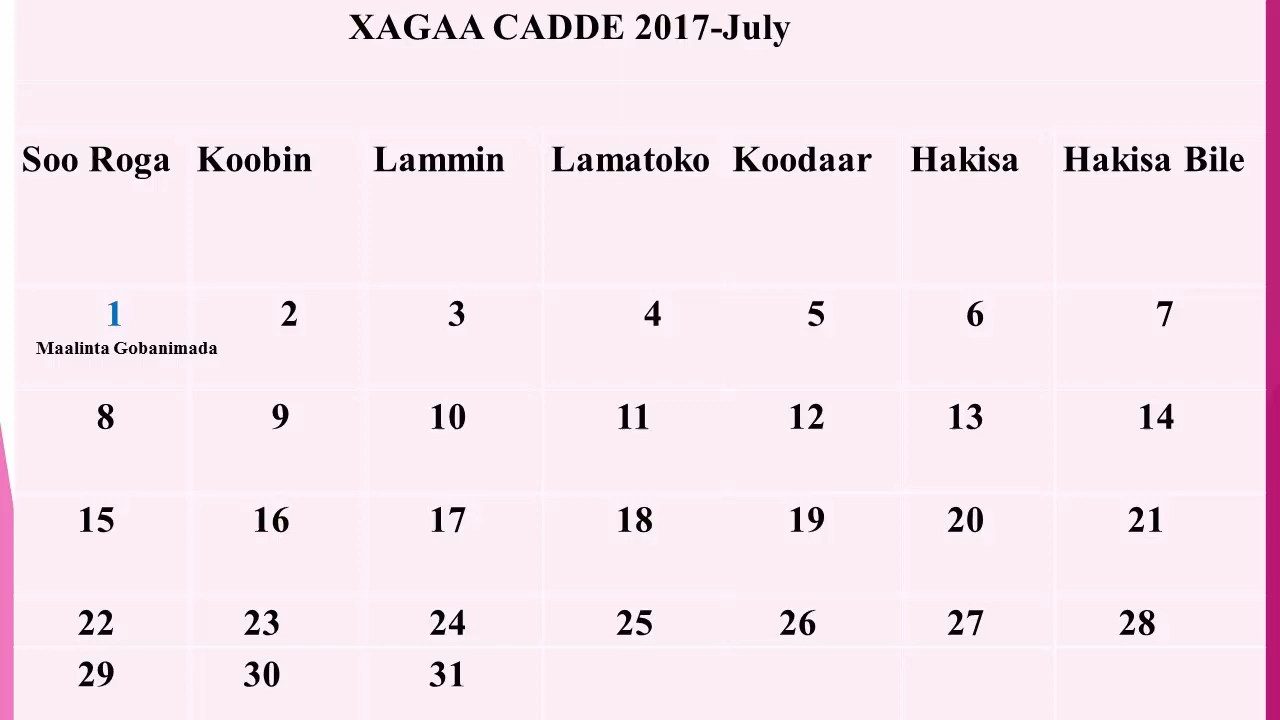 XAGAA CADDE 2017-July
Soo Roga Koobin Lammin Lamatoko Koodaar Hakisa Hakisa Bile
1 2 3 4 5 6 7
Maalinta Gobanimada
8 9 10 11 12 13 14
15 16 17 18 19 20 21
22 23 24 25 26 27 28
29 30 31